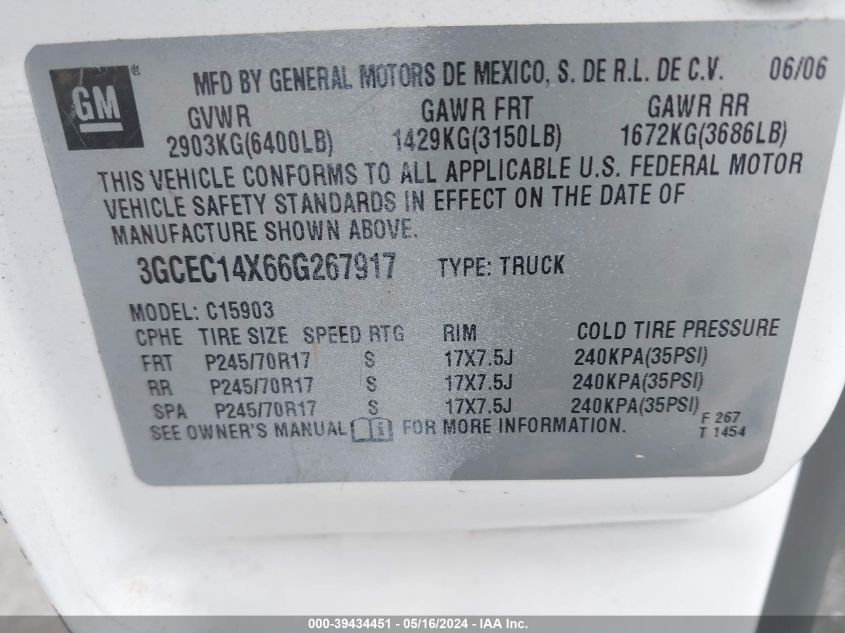 GM ® MFD BY GENERAL MOTORS DE MEXICO, S. DE R.L. DE C.V. 06/06
GVWR GAWR FRT GAWR RR
2903KG(6400LB) 1429KG(3150LB) 1672KG(3686LB)
THIS VEHICLE CONFORMS TO ALL APPLICABLE U.S. FEDERAL MOTOR
VEHICLE SAFETY STANDARDS IN EFFECT ON THE DATE OF
MANUFACTURE SHOWN ABOVE.
3GCEC14X66G267917 TYPE: TRUCK
MODEL: C15903
CPHE TIRE SIZE SPEED RTG RIM COLD TIRE PRESSURE
FRT P245/70R17 S 17X7.5J 240KPA(35PSI)
RR P245/70R17 S 17X7.5J 240KPA(35PSI)
SPA P245/70R17 S 17X7.5J 240KPA(35PSI)
SEE OWNER'S MANUAL i FOR MORE INFORMATION.
F 267
T 1454
000-39434451 - 05/16/2024 - IAA Inc.